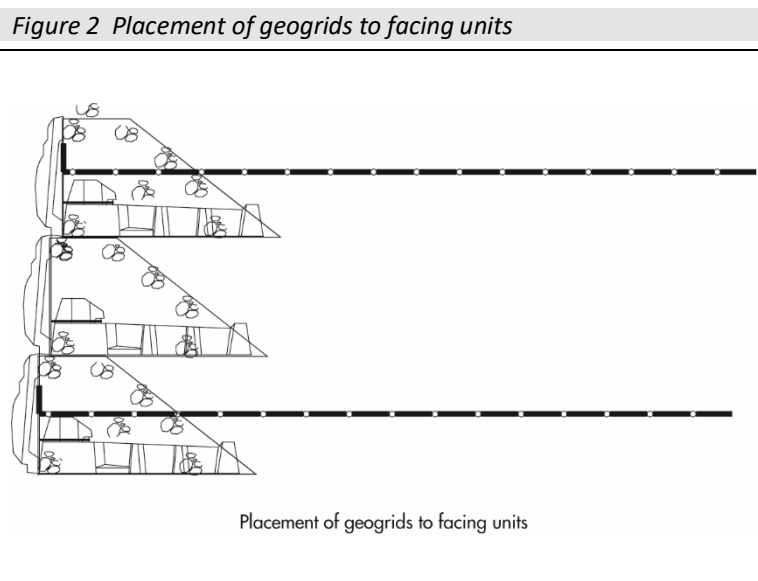 Figure 2 Placement of geogrids to facing units
Placement of geogrids to facing units